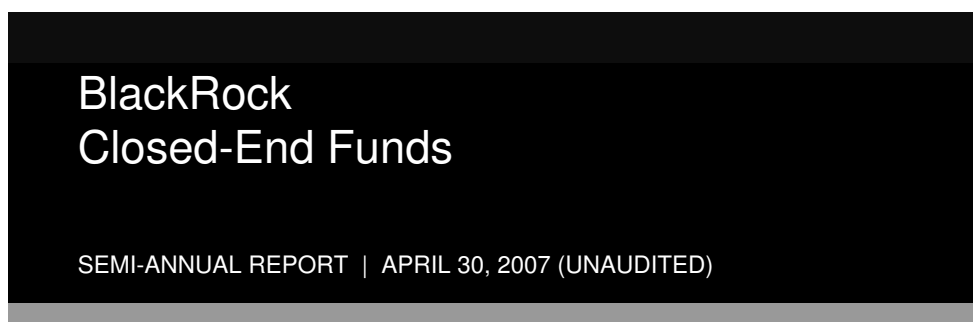 BlackRock
Closed-End Funds
SEMI-ANNUAL REPORT | APRIL 30, 2007 (UNAUDITED)